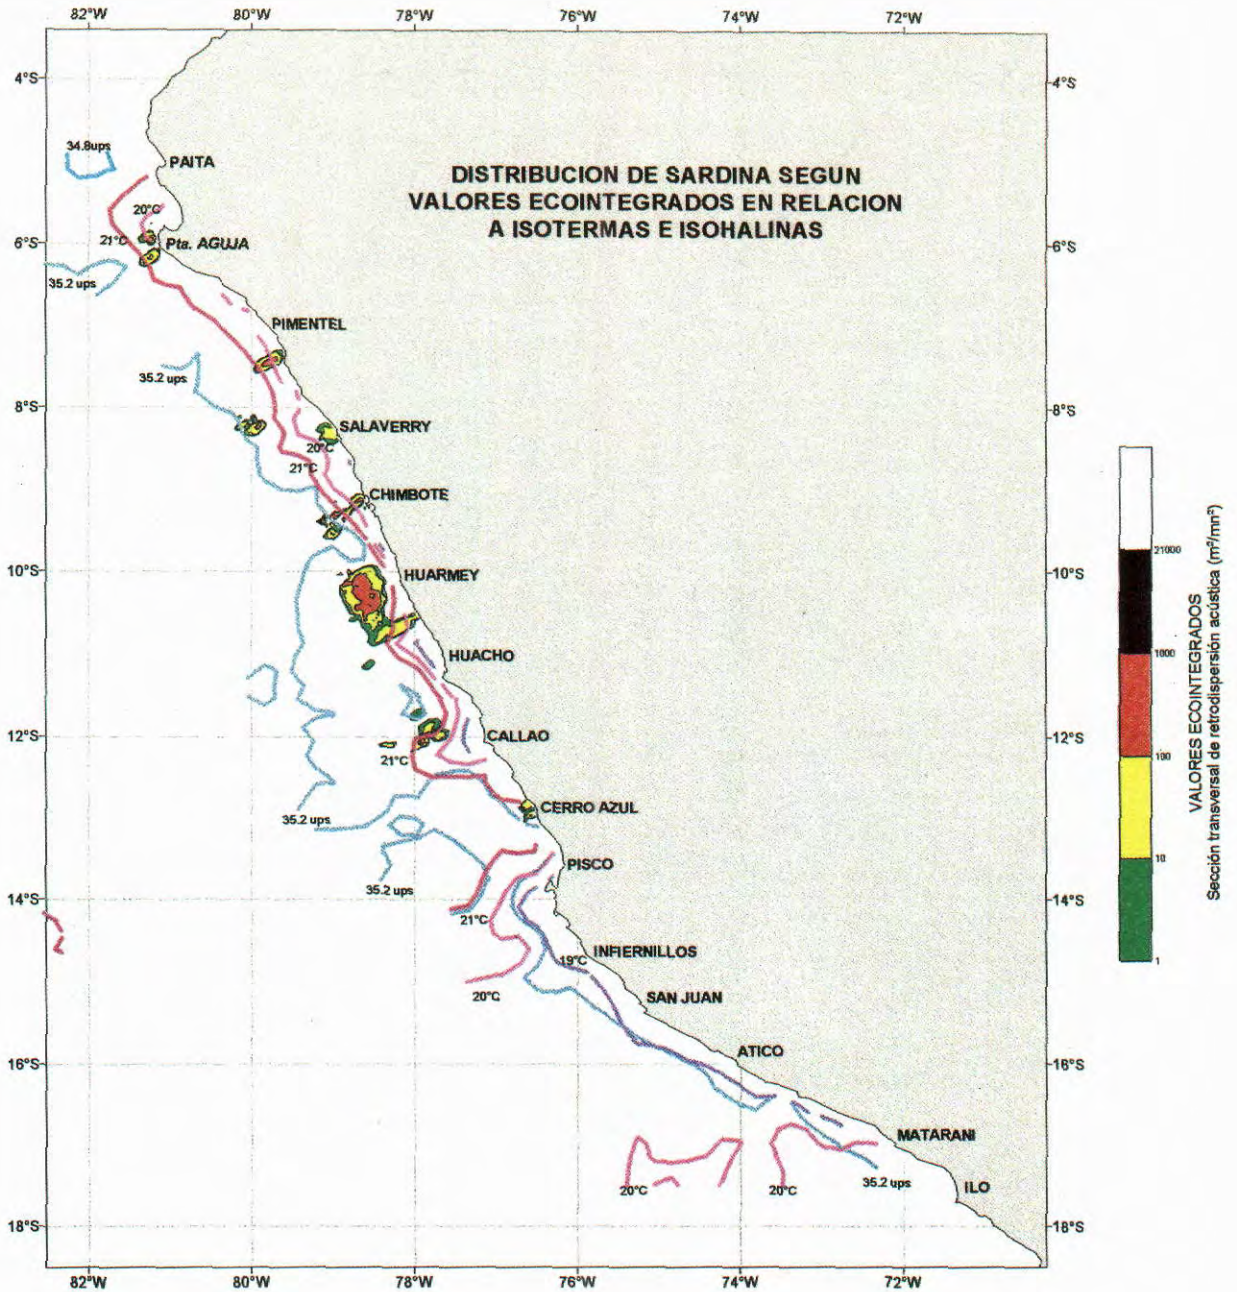 82°W 80°W 78°W 76°W 74°W 72°W
4°S 4°S
34.8ups
PAITA
DISTRIBUCION DE SARDINA SEGUN
VALORES ECOINTEGRADOS EN RELACION
A ISOTERMAS E ISOHALINAS
20°C
21°C
Pta. AGUJA
6°S 6°S
35.2 ups
PIMENTEL
35.2 ups
8°S 8°S
SALAVERRY
20°C
21°C
CHIMBOTE
10°S 10°S
HUARMEY
HUACHO
12°S 12°S
CALLAO
21°C
CERRO AZUL
35.2 ups
PISCO
35.2 ups
14°S 14°S
21°C
INFIERNILLOS
19°C
20°C
SAN JUAN
ATICO
16°S 16°S
MATARANI
35.2 ups
20°C
20°C
ILO
18°S 18°S
82°W 80°W 78°W 76°W 74°W 72°W
21000
1000
100
10
1
VALORES ECOINTEGRADOS
Sección transversal de retrodispersión acústica (m²/mn²)